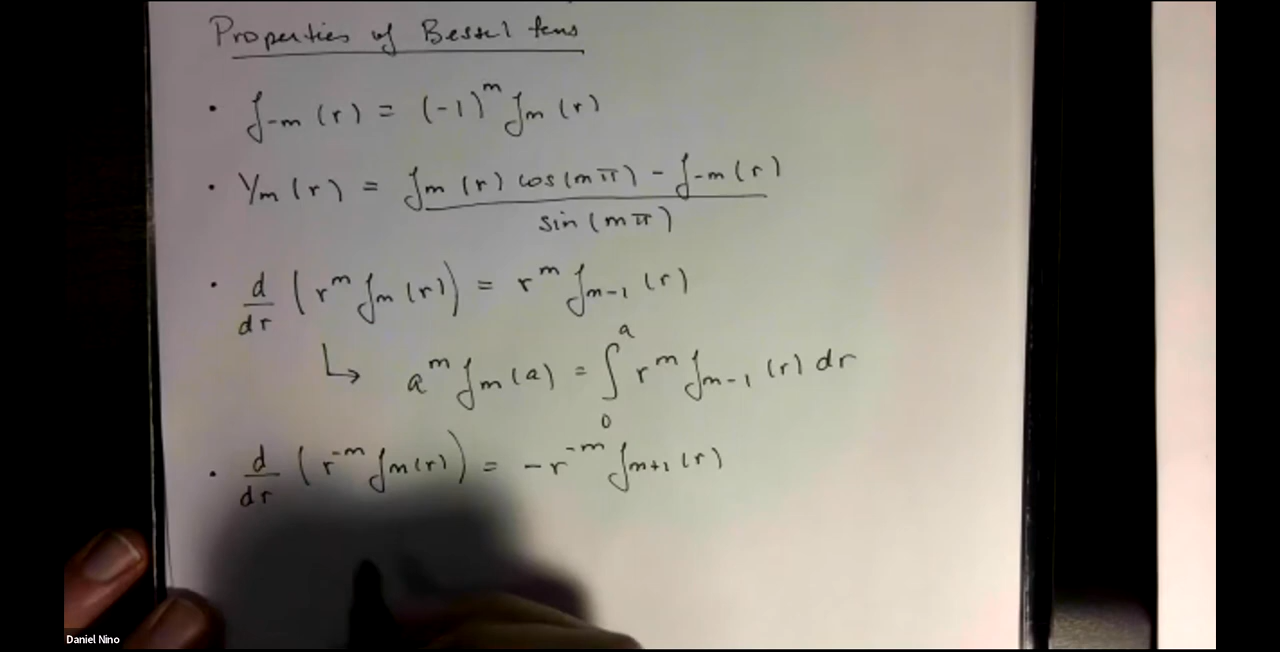 Properties of Bessel fcns
• J-m (r) = (-1)^m Jm (r)
• Ym (r) = Jm (r) cos(mπ) - J-m (r) / sin(mπ)
• d/dr (r^m Jm (r)) = r^m Jm-1 (r)
↳ a^m Jm (a) = ∫_0^a r^m Jm-1 (r) dr
• d/dr (r^-m Jm(r)) = -r^-m Jm+1 (r)
Daniel Nino